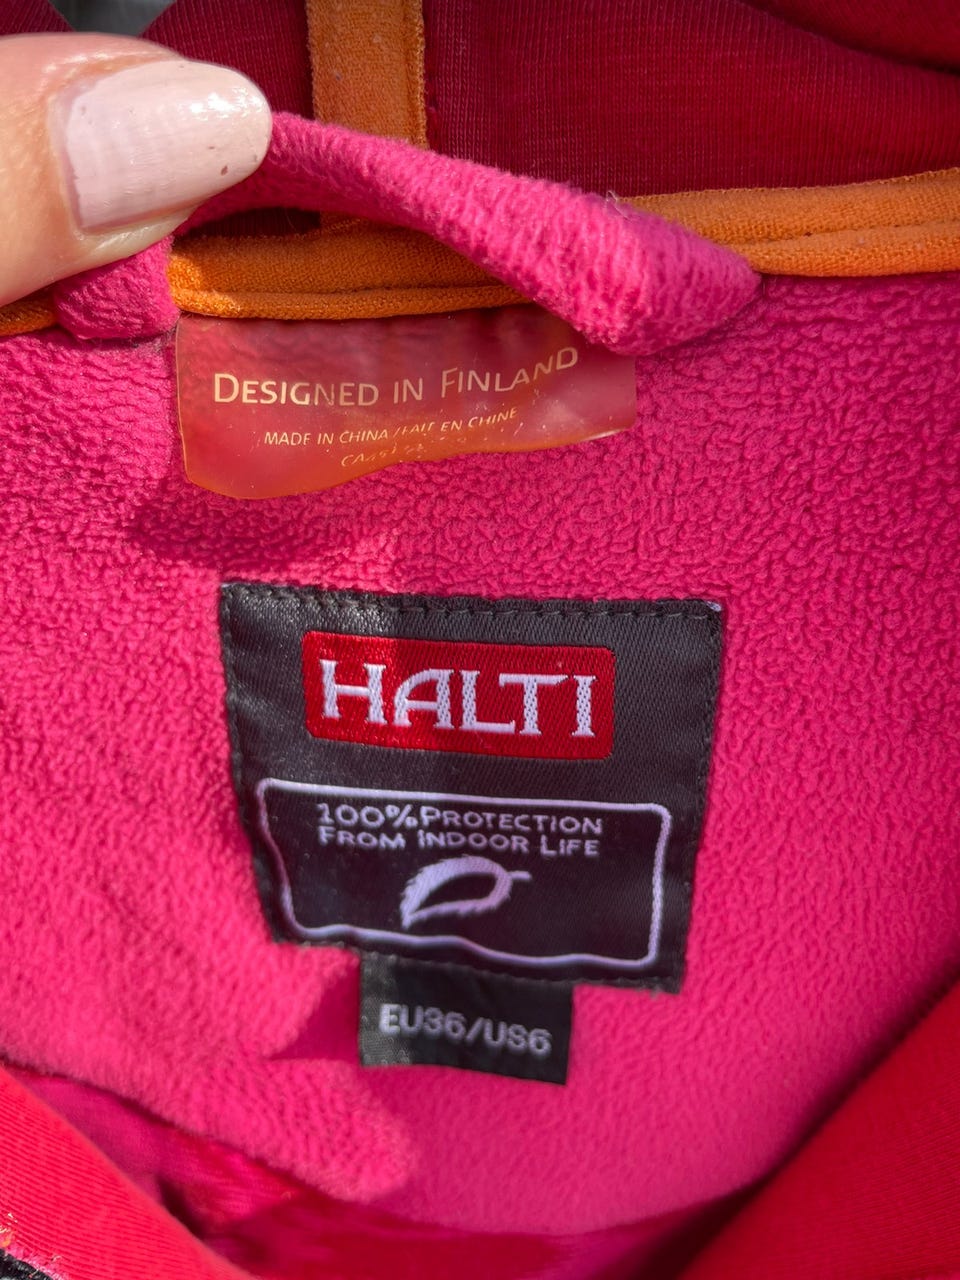 DESIGNED IN FINLAND
MADE IN CHINA / FAIT EN CHINE
HALTI
100% PROTECTION
FROM INDOOR LIFE
EU36/US6